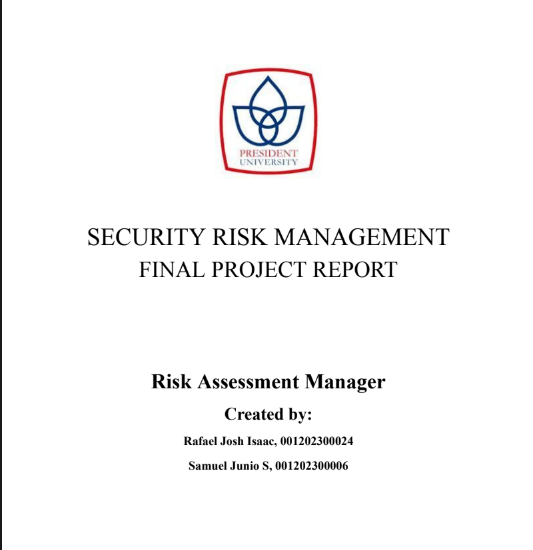 PRESIDENT
UNIVERSITY
SECURITY RISK MANAGEMENT
FINAL PROJECT REPORT
Risk Assessment Manager
Created by:
Rafael Josh Isaac, 001202300024
Samuel Junio S, 001202300006